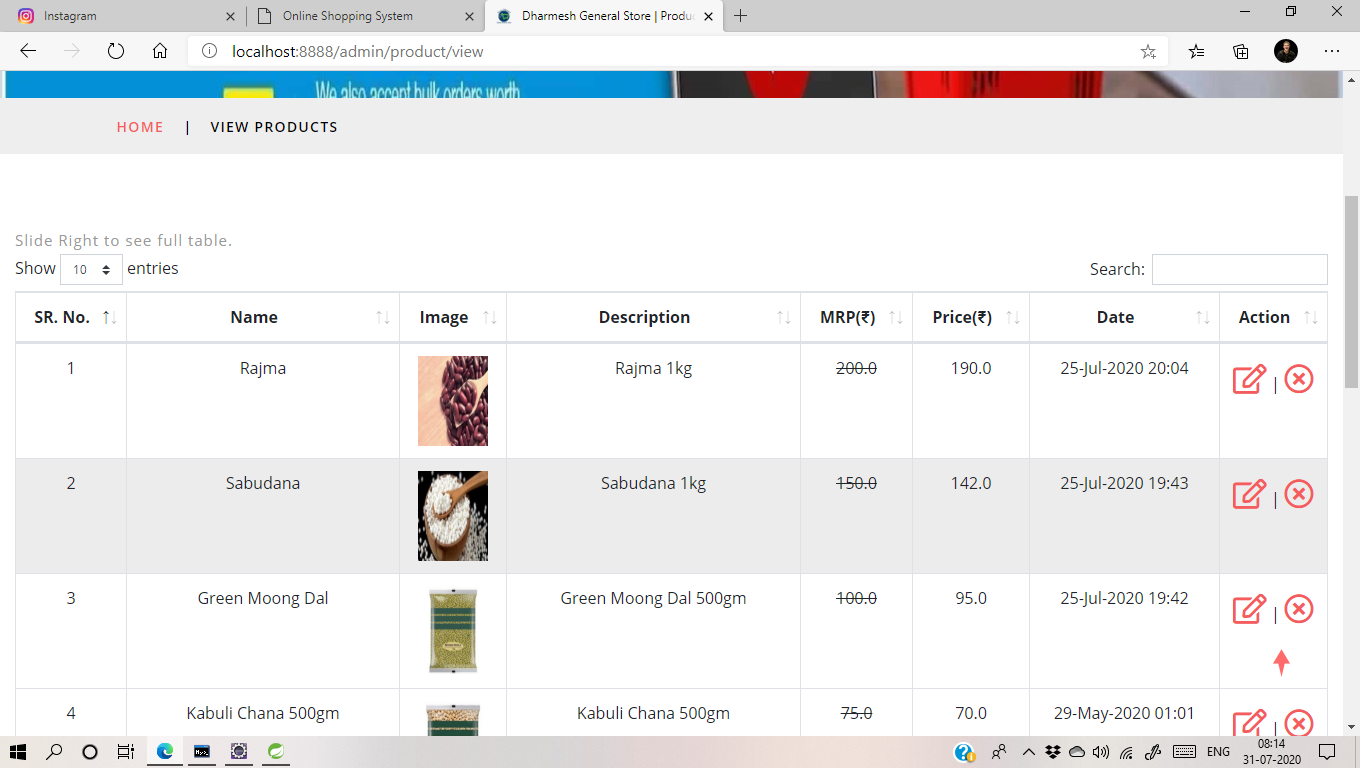 Instagram
Online Shopping System
Dharmesh General Store | Produc
localhost:8888/admin/product/view
We also accept bulk orders worth
HOME | VIEW PRODUCTS
Slide Right to see full table.
Show 10 entries Search:
SR. No. Name Image Description MRP(₹) Price(₹) Date Action
1 Rajma Rajma 1kg 200.0 190.0 25-Jul-2020 20:04 |
2 Sabudana Sabudana 1kg 150.0 142.0 25-Jul-2020 19:43 |
3 Green Moong Dal Green Moong Dal 500gm 100.0 95.0 25-Jul-2020 19:42 |
4 Kabuli Chana 500gm Kabuli Chana 500gm 75.0 70.0 29-May-2020 01:01 |
ENG 08:14
31-07-2020